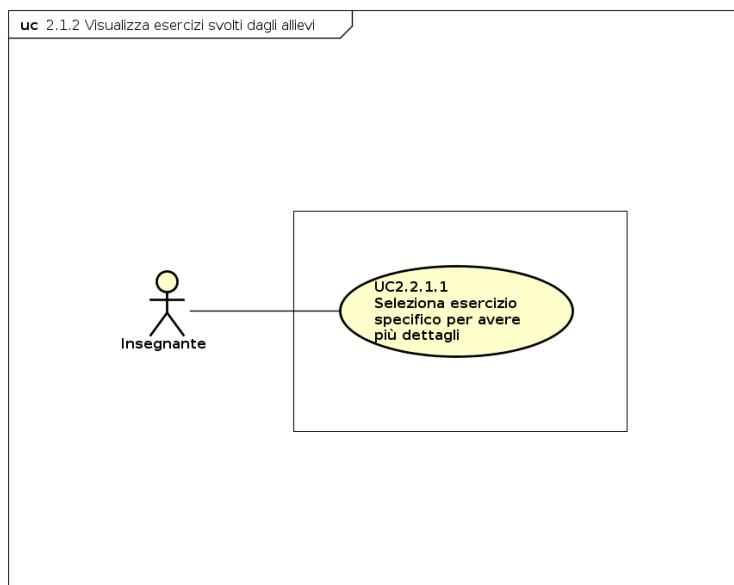 uc 2.1.2 Visualizza esercizi svolti dagli allievi
UC2.2.1.1
Seleziona esercizio
specifico per avere
più dettagli
Insegnante